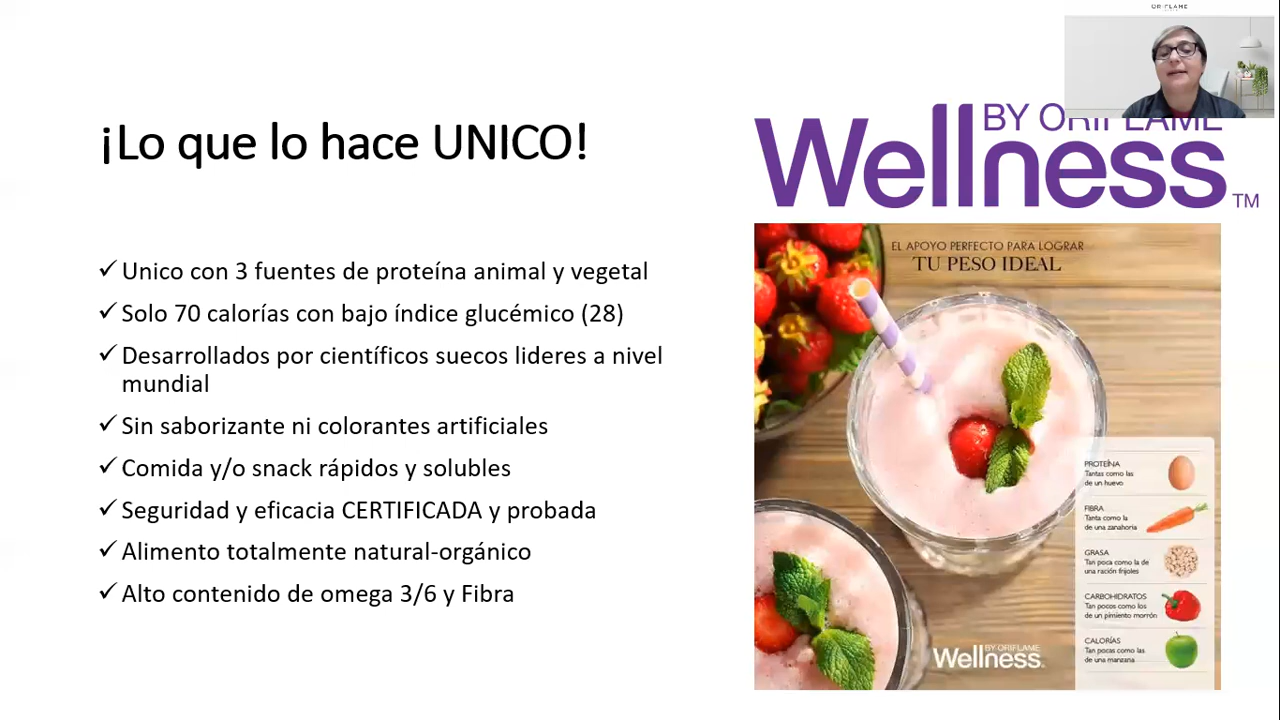 ORIFLAME
¡Lo que lo hace UNICO!
BY ORIFLAME
Wellness
TM
✓Unico con 3 fuentes de proteína animal y vegetal
✓Solo 70 calorías con bajo índice glucémico (28)
✓Desarrollados por científicos suecos lideres a nivel
mundial
✓Sin saborizante ni colorantes artificiales
✓Comida y/o snack rápidos y solubles
✓Seguridad y eficacia CERTIFICADA y probada
✓Alimento totalmente natural-orgánico
✓Alto contenido de omega 3/6 y Fibra
EL APOYO PERFECTO PARA LOGRAR
TU PESO IDEAL
PROTEÍNA
Tantas como las
de un huevo
FIBRA
Tanta como la
de una zanahoria
GRASA
Tan poca como la de
una ración frijoles
CARBOHIDRATOS
Tan pocos como los
de un pimiento morrón
CALORÍAS
Tan pocas como las
de una manzana
BY ORIFLAME
Wellness